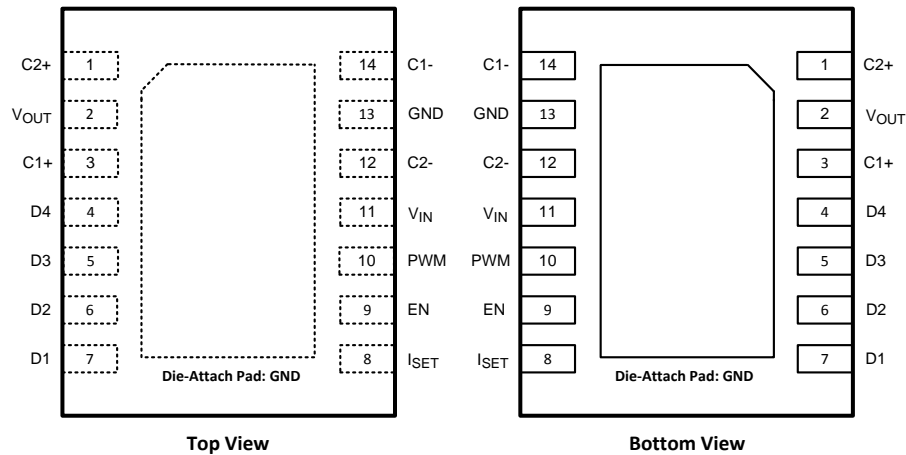 C2+ 1 14 C1-
VOUT 2 13 GND
C1+ 3 12 C2-
D4 4 11 VIN
D3 5 10 PWM
D2 6 9 EN
D1 7 8 ISET
Die-Attach Pad: GND
Top View
C1- 14 1 C2+
GND 13 2 VOUT
C2- 12 3 C1+
VIN 11 4 D4
PWM 10 5 D3
EN 9 6 D2
ISET 8 7 D1
Die-Attach Pad: GND
Bottom View